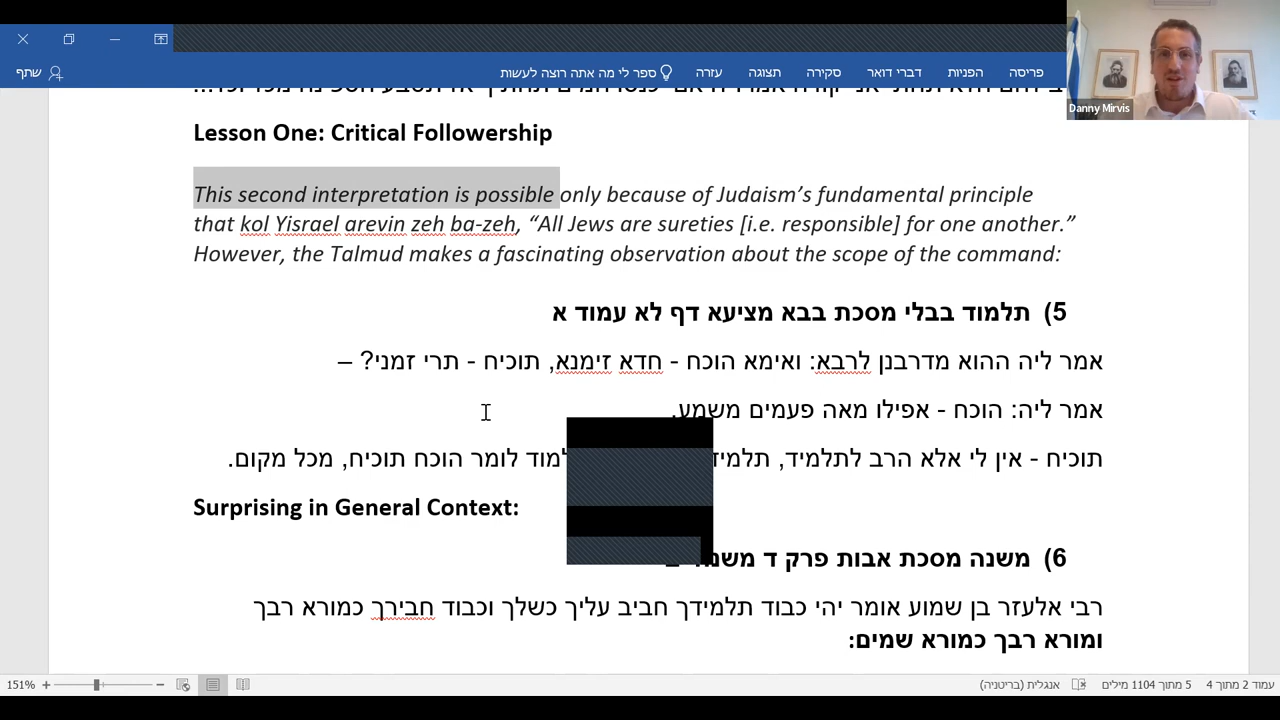 שתף
ספר לי מה אתה רוצה לעשות
עזרה
תצוגה
סקירה
דברי דואר
הפניות
פריסה
Danny Mirvis
Lesson One: Critical Followership
This second interpretation is possible only because of Judaism’s fundamental principle
that kol Yisrael arevin zeh ba-zeh, “All Jews are sureties [i.e. responsible] for one another.”
However, the Talmud makes a fascinating observation about the scope of the command:
5) תלמוד בבלי מסכת בבא מציעא דף לא עמוד א
אמר ליה ההוא מדרבנן לרבא: ואימא הוכח - חדא זימנא, תוכיח - תרי זמני? –
אמר ליה: הוכח - אפילו מאה פעמים משמע.
תוכיח - אין לי אלא הרב לתלמיד, לומר הוכח תוכיח, מכל מקום.
Surprising in General Context:
6) משנה מסכת אבות פרק ד
רבי אלעזר בן שמוע אומר יהי כבוד תלמידך חביב עליך כשלך וכבוד חבירך כמורא רבך
ומורא רבך כמורא שמים:
151%
אנגלית (בריטניה)
5 מתוך 1104 מילים
עמוד 2 מתוך 4